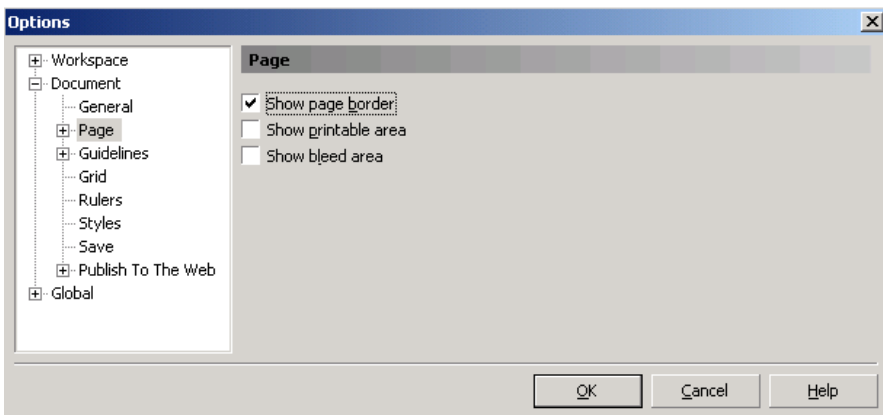 Options
Workspace
Document
General
Page
Guidelines
Grid
Rulers
Styles
Save
Publish To The Web
Global
Page
Show page border
Show printable area
Show bleed area
OK
Cancel
Help